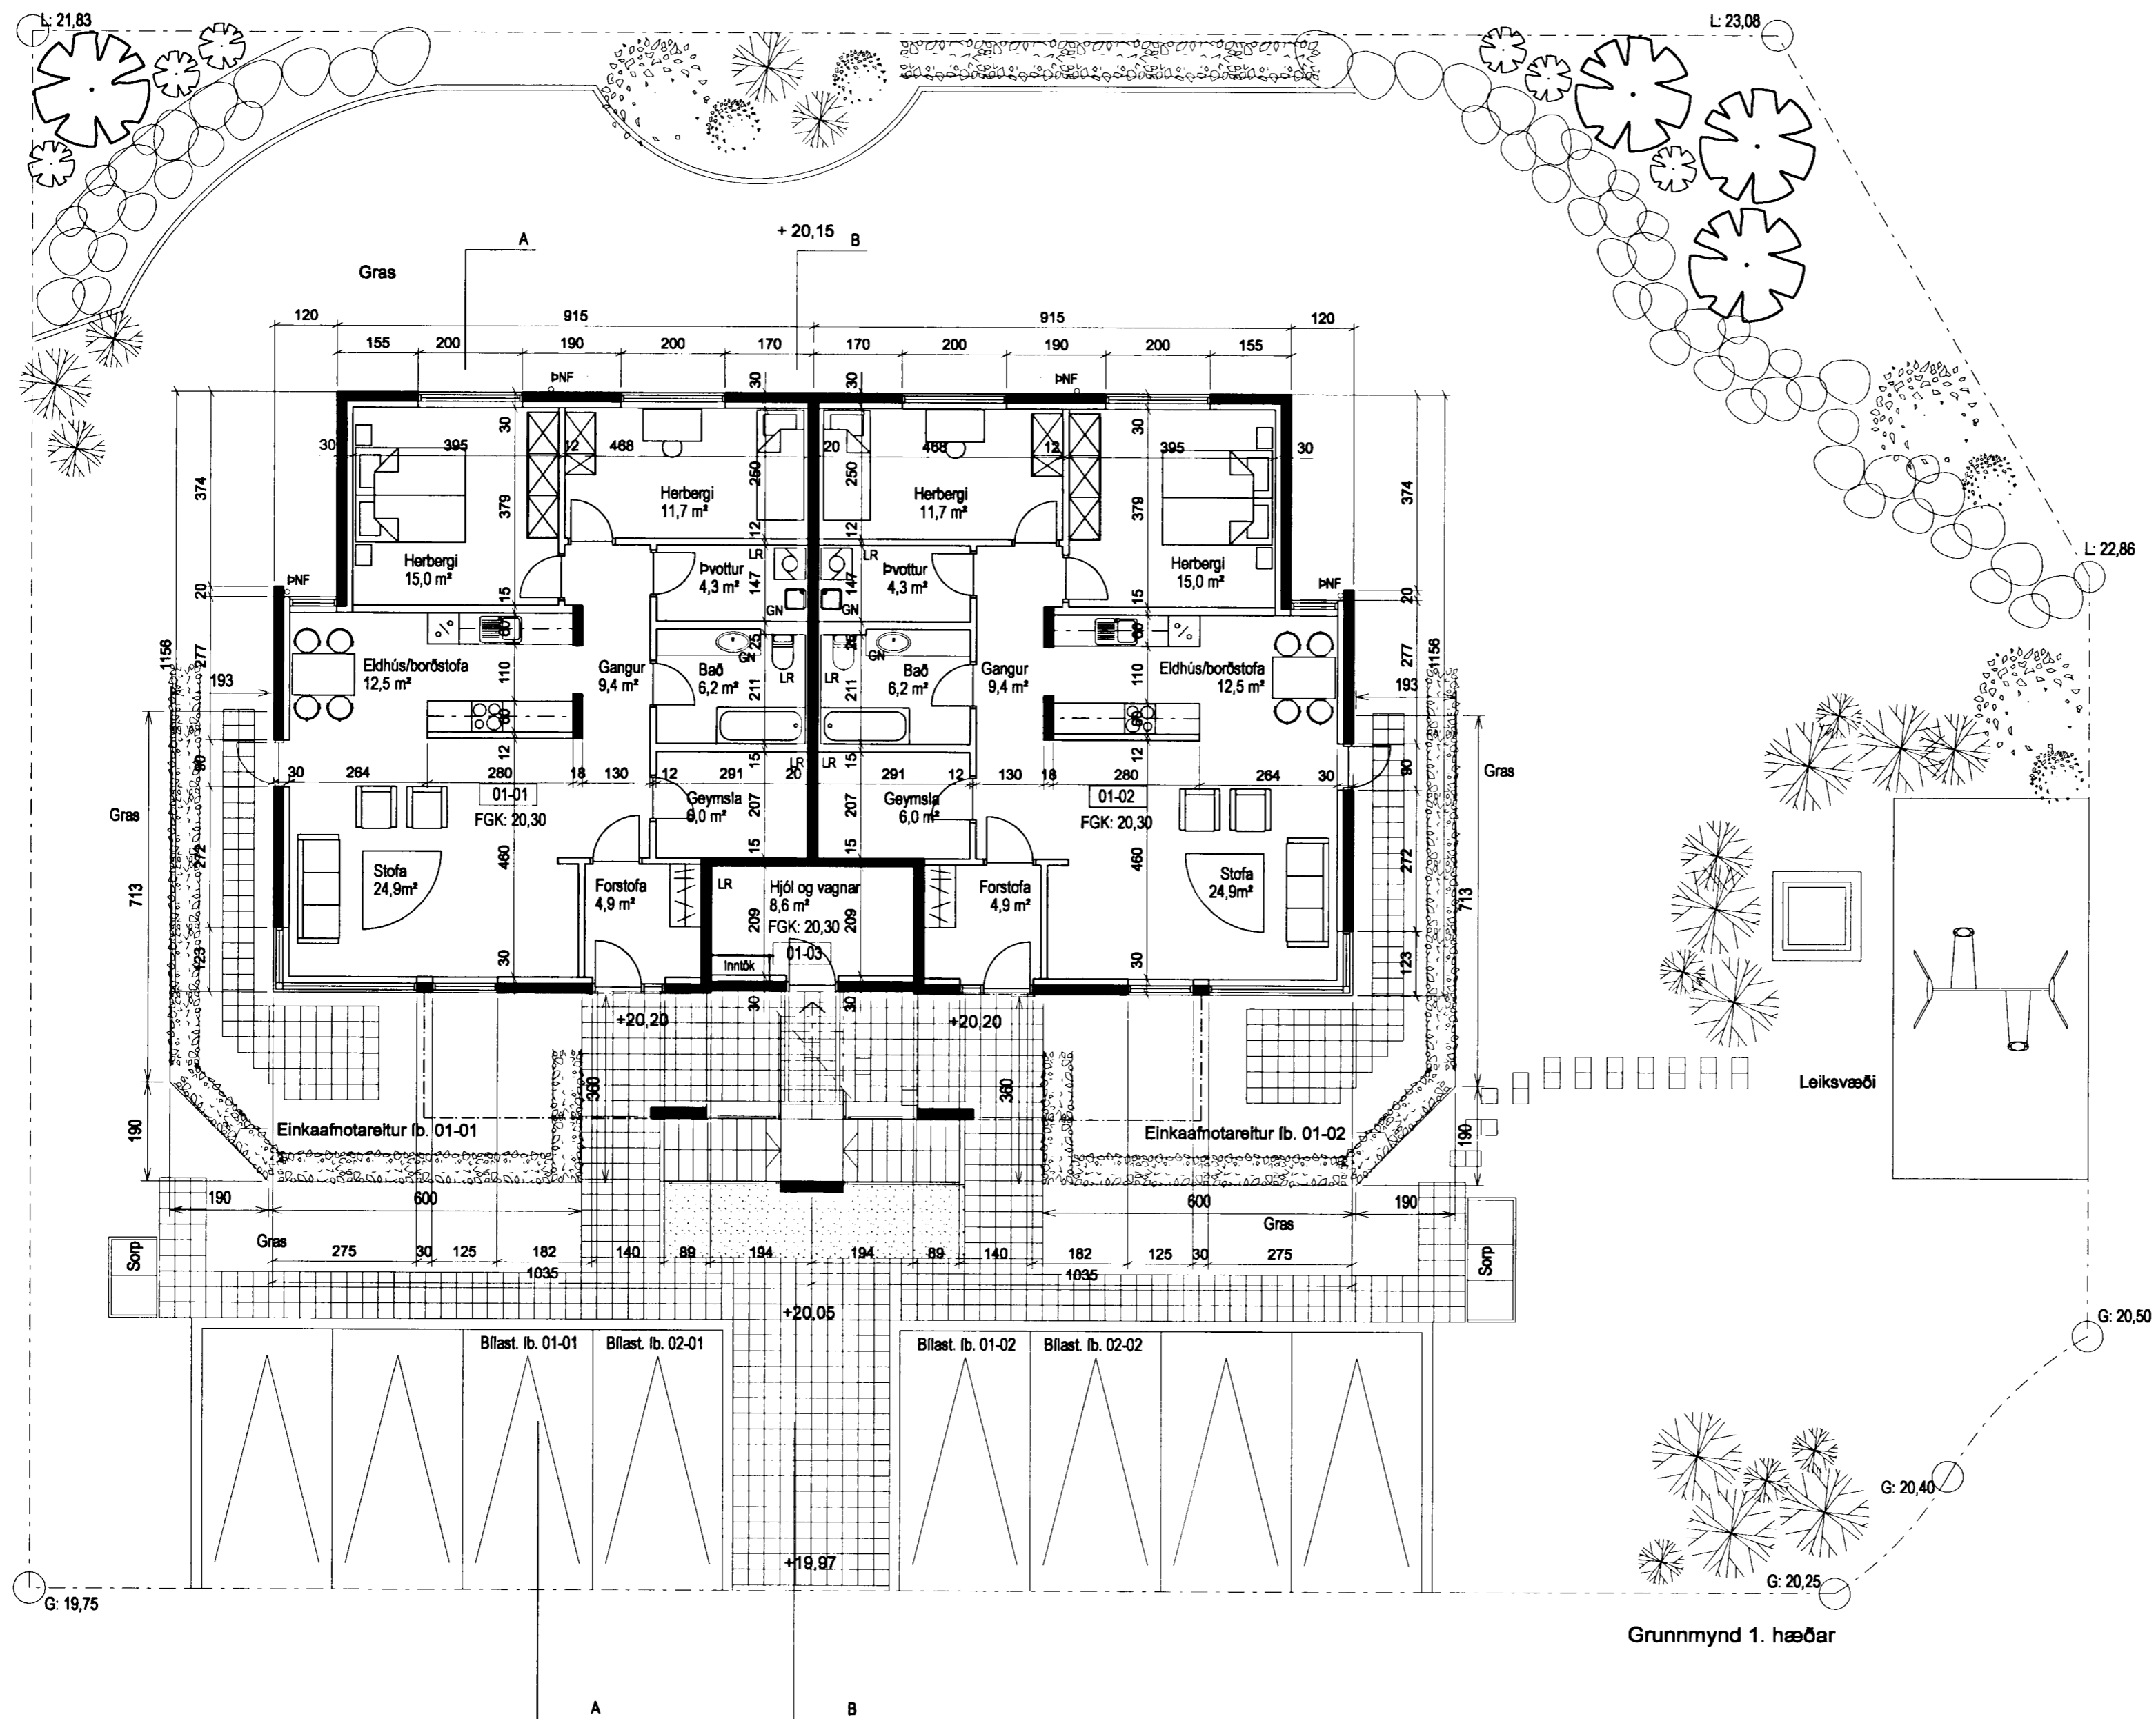 L: 21,83
L: 23,08
A
+ 20,15
B
Gras
120
915
915
120
155
200
190
200
170
170
200
190
200
155
ÞNF
30
30
ÞNF
30
30
30
395
12
468
20
468
12
395
30
374
379
250
250
379
374
Herbergi
11,7 m²
Herbergi
11,7 m²
12
12
LR
LR
Herbergi
15,0 m²
Þvottur
4,3 m²
Þvottur
4,3 m²
Herbergi
15,0 m²
L: 22,86
ÞNF
ÞNF
20
15
147
147
15
20
GN
GN
60
25
60
1156
277
277
1156
Eldhús/borðstofa
12,5 m²
Gangur
9,4 m²
GN
Bað
6,2 m²
GN
Bað
6,2 m²
Gangur
9,4 m²
Eldhús/borðstofa
12,5 m²
193
110
211
LR
LR
211
110
193
60
60
12
15
15
12
90
LR
LR
90
30
264
280
18
130
12
291
20
291
12
130
18
280
264
30
Gras
Gras
01-01
FGK: 20,30
Geymsla
6,0 m²
Geymsla
6,0 m²
01-02
FGK: 20,30
207
207
272
460
15
15
460
272
713
713
Stofa
24,9m²
Forstofa
4,9 m²
LR
Hjól og vagnar
8,6 m²
FGK: 20,30
01-03
Forstofa
4,9 m²
Stofa
24,9m²
209
209
123
30
Inntök
30
123
30
30
+20,20
+20,20
360
360
Leiksvæði
190
Einkaafnotareitur íb. 01-01
Einkaafnotareitur íb. 01-02
190
190
600
600
190
Gras
Gras
Sorp
275
30
125
182
140
89
194
194
89
140
182
125
30
275
Sorp
1035
1035
+20,05
G: 20,50
Bílast. íb. 01-01
Bílast. íb. 02-01
Bílast. íb. 01-02
Bílast. íb. 02-02
G: 20,40
+19,97
G: 20,25
G: 19,75
Grunnmynd 1. hæðar
A
B